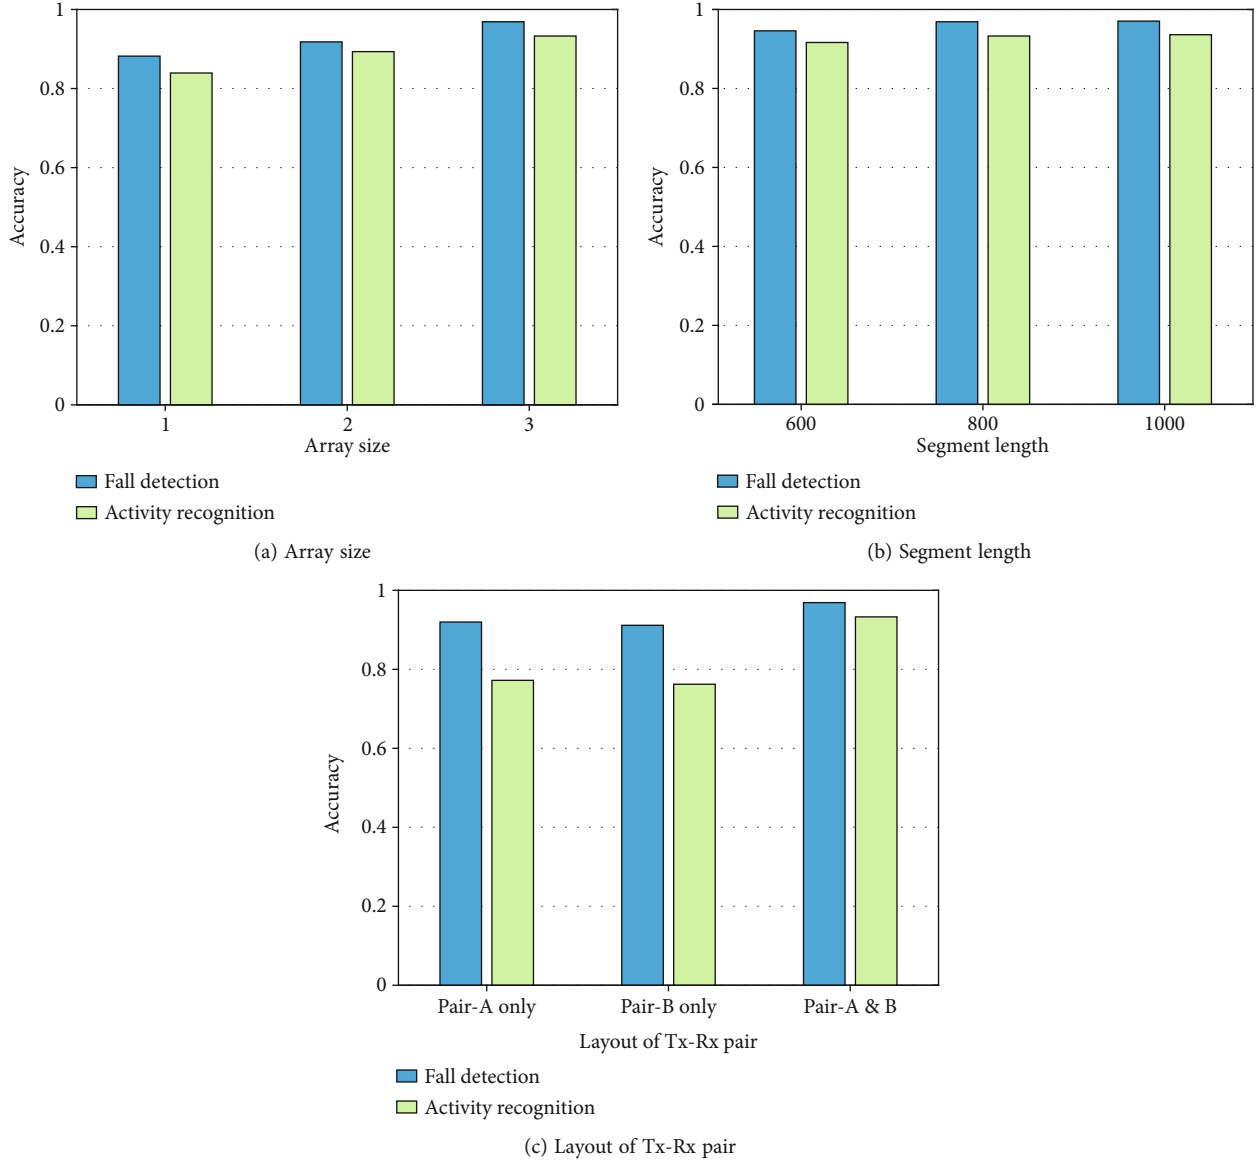 1
0.8
0.6
0.4
0.2
0
Accuracy
1 2 3
Array size
Fall detection
Activity recognition
(a) Array size
1
0.8
0.6
0.4
0.2
0
Accuracy
600 800 1000
Segment length
Fall detection
Activity recognition
(b) Segment length
1
0.8
0.6
0.4
0.2
0
Accuracy
Pair-A only Pair-B only Pair-A & B
Layout of Tx-Rx pair
Fall detection
Activity recognition
(c) Layout of Tx-Rx pair